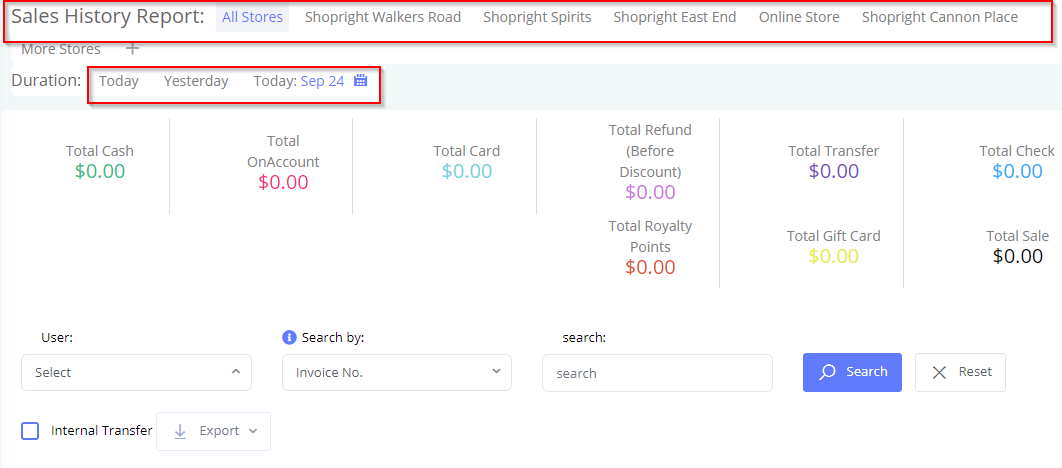 Sales History Report: All Stores Shopright Walkers Road Shopright Spirits Shopright East End Online Store Shopright Cannon Place
More Stores +
Duration: Today Yesterday Today: Sep 24
Total Cash
$0.00
Total
OnAccount
$0.00
Total Card
$0.00
Total Refund
(Before
Discount)
$0.00
Total Transfer
$0.00
Total Check
$0.00
Total Royalty
Points
$0.00
Total Gift Card
$0.00
Total Sale
$0.00
User: Search by: search:
Select Invoice No. search Search Reset
Internal Transfer Export